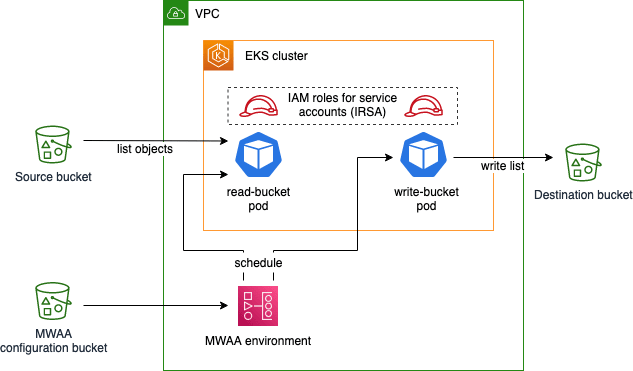 VPC
EKS cluster
IAM roles for service
accounts (IRSA)
list objects
Source bucket
read-bucket
pod
write-bucket
pod
write list
Destination bucket
schedule
MWAA
configuration bucket
MWAA environment